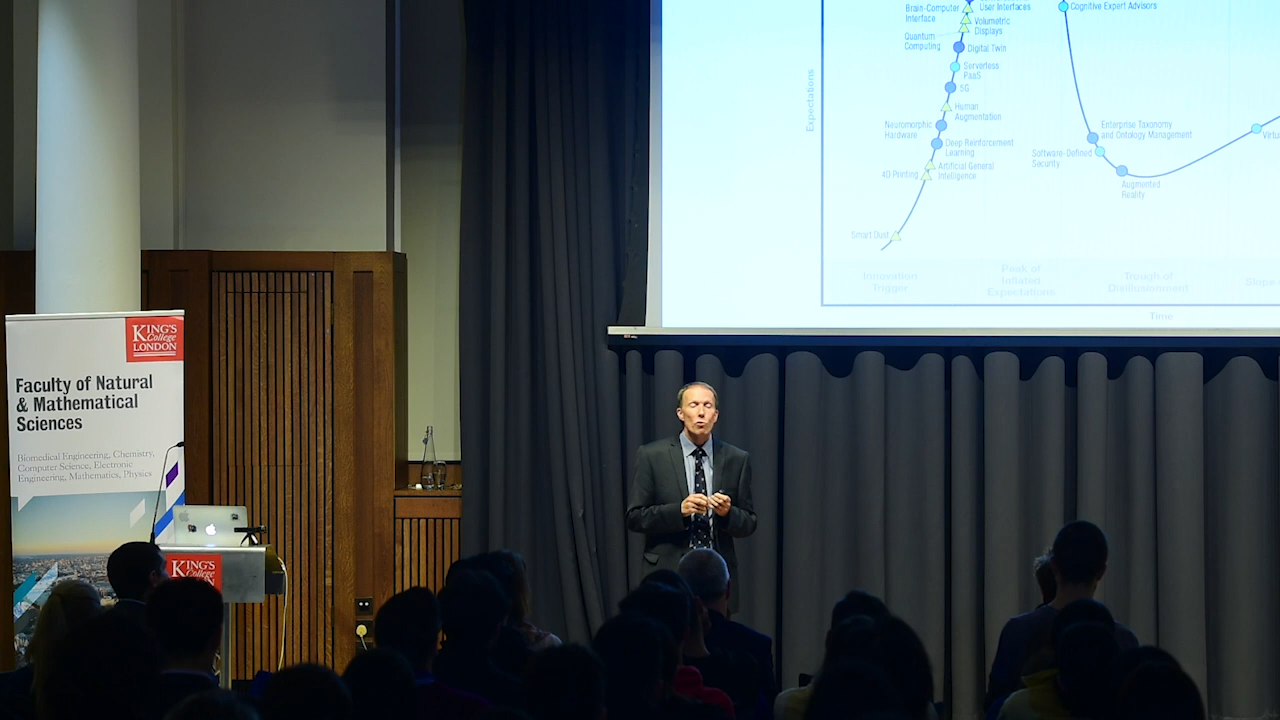 KING'S
College
LONDON
Faculty of Natural
& Mathematical
Sciences
Biomedical Engineering, Chemistry,
Computer Science, Electronic
Engineering, Mathematics, Physics
KING'S
College
User Interfaces
Brain-Computer
Interface
Volumetric
Displays
Quantum
Computing
Digital Twin
Serverless
PaaS
5G
Human
Augmentation
Neuromorphic
Hardware
Deep Reinforcement
Learning
Artificial General
Intelligence
4D Printing
Smart Dust
Cognitive Expert Advisors
Enterprise Taxonomy
and Ontology Management
Software-Defined
Security
Augmented
Reality
Virtu
Expectations
Innovation
Trigger
Peak of
Inflated
Expectations
Trough of
Disillusionment
Slope
Time